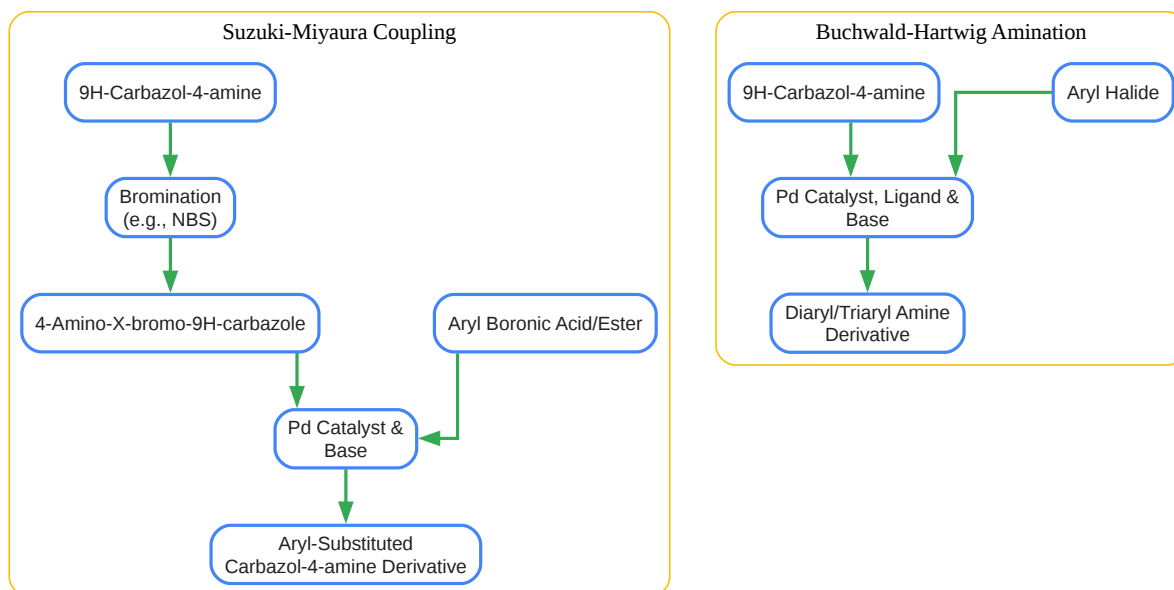 Suzuki-Miyaura Coupling
9H-Carbazol-4-amine
Bromination
(e.g., NBS)
4-Amino-X-bromo-9H-carbazole
Aryl Boronic Acid/Ester
Pd Catalyst &
Base
Aryl-Substituted
Carbazol-4-amine Derivative
Buchwald-Hartwig Amination
9H-Carbazol-4-amine
Aryl Halide
Pd Catalyst, Ligand &
Base
Diaryl/Triaryl Amine
Derivative